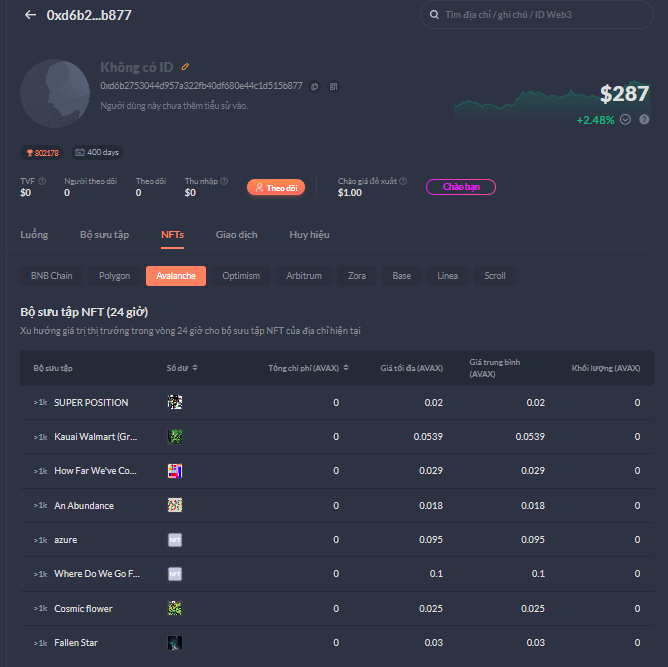 0xd6b2...b877
Tìm địa chỉ / ghi chú / ID Web3
Không có ID
0xd6b2753044d957a322fb40df680e44c1d515b877
Người dùng này chưa thêm tiểu sử vào.
$287
+2.48%
802178
400 days
TVF
Người theo dõi
Theo dõi
Thu nhập
$0
0
0
$0
Theo dõi
Chào giá đề xuất
$1.00
Chào bạn
Luồng
Bộ sưu tập
NFTs
Giao dịch
Huy hiệu
BNB Chain
Polygon
Avalanche
Optimism
Arbitrum
Zora
Base
Linea
Scroll
Bộ sưu tập NFT (24 giờ)
Xu hướng giá trị thị trường trong vòng 24 giờ cho bộ sưu tập NFT của địa chỉ hiện tại
Bộ sưu tập
Số dư
Tổng chi phí (AVAX)
Giá tối đa (AVAX)
Giá trung bình
(AVAX)
Khối lượng (AVAX)
>1k SUPER POSITION 0 0.02 0.02 0
>1k Kauai Walmart (Gr... 0 0.0539 0.0539 0
>1k How Far We've Co... 0 0.029 0.029 0
>1k An Abundance 0 0.018 0.018 0
>1k azure NFT 0 0.095 0.095 0
>1k Where Do We Go F... NFT 0 0.1 0.1 0
>1k Cosmic flower 0 0.025 0.025 0
>1k Fallen Star 0 0.03 0.03 0